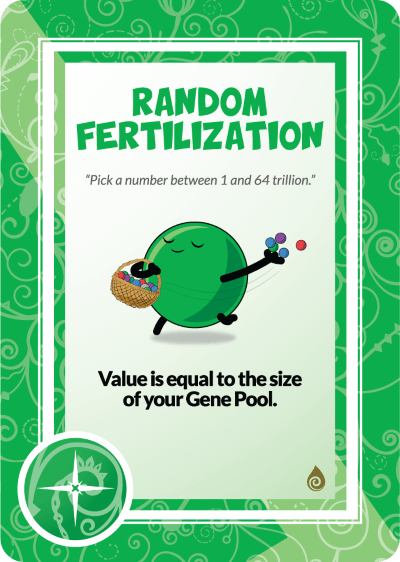 RANDOM
FERTILIZATION
“Pick a number between 1 and 64 trillion.”
Value is equal to the size
of your Gene Pool.